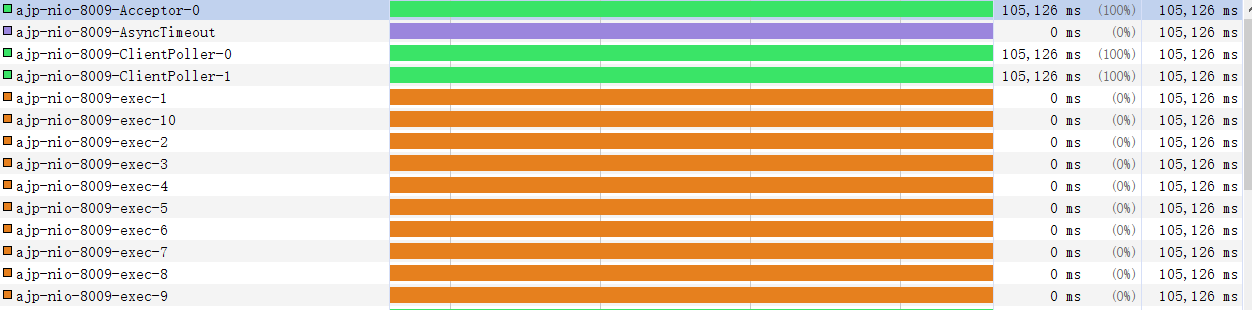 ajp-nio-8009-Acceptor-0 105,126 ms (100%) 105,126 ms
ajp-nio-8009-AsyncTimeout 0 ms (0%) 105,126 ms
ajp-nio-8009-ClientPoller-0 105,126 ms (100%) 105,126 ms
ajp-nio-8009-ClientPoller-1 105,126 ms (100%) 105,126 ms
ajp-nio-8009-exec-1 0 ms (0%) 105,126 ms
ajp-nio-8009-exec-10 0 ms (0%) 105,126 ms
ajp-nio-8009-exec-2 0 ms (0%) 105,126 ms
ajp-nio-8009-exec-3 0 ms (0%) 105,126 ms
ajp-nio-8009-exec-4 0 ms (0%) 105,126 ms
ajp-nio-8009-exec-5 0 ms (0%) 105,126 ms
ajp-nio-8009-exec-6 0 ms (0%) 105,126 ms
ajp-nio-8009-exec-7 0 ms (0%) 105,126 ms
ajp-nio-8009-exec-8 0 ms (0%) 105,126 ms
ajp-nio-8009-exec-9 0 ms (0%) 105,126 ms